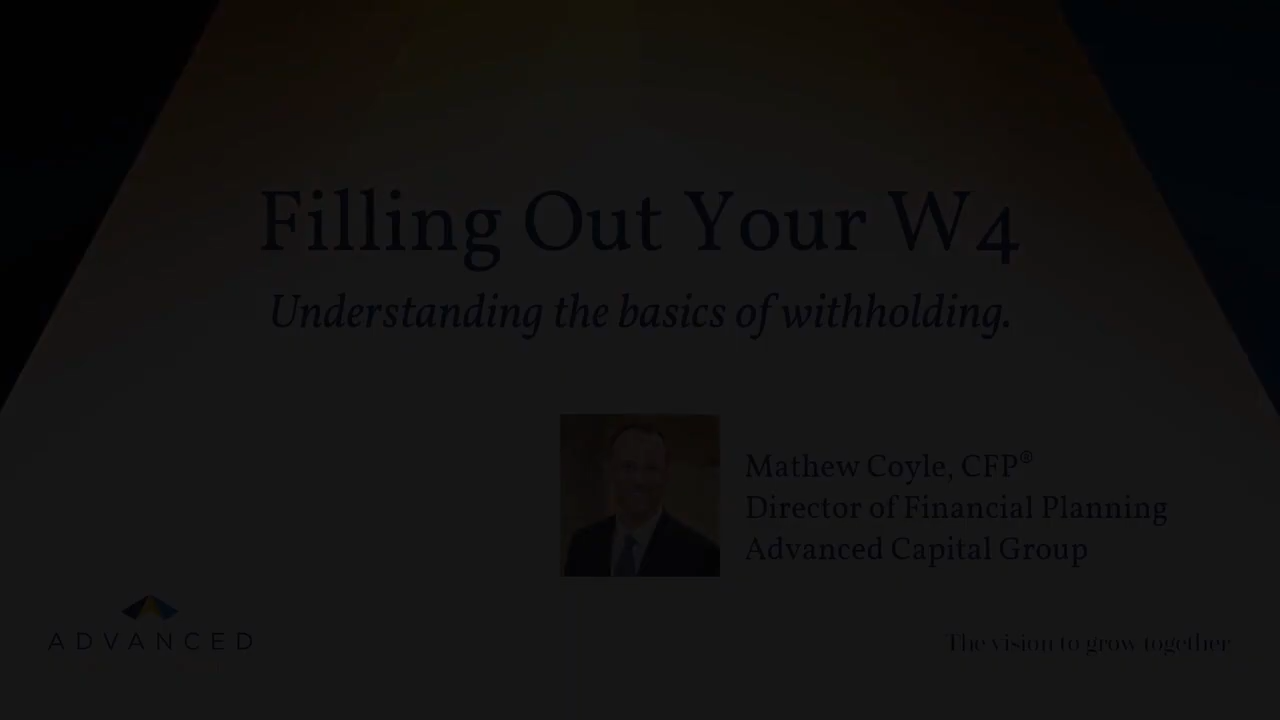 Filling Out Your W4
Understanding the basics of withholding.
Mathew Coyle, CFP®
Director of Financial Planning
Advanced Capital Group
ADVANCED
The vision to grow together